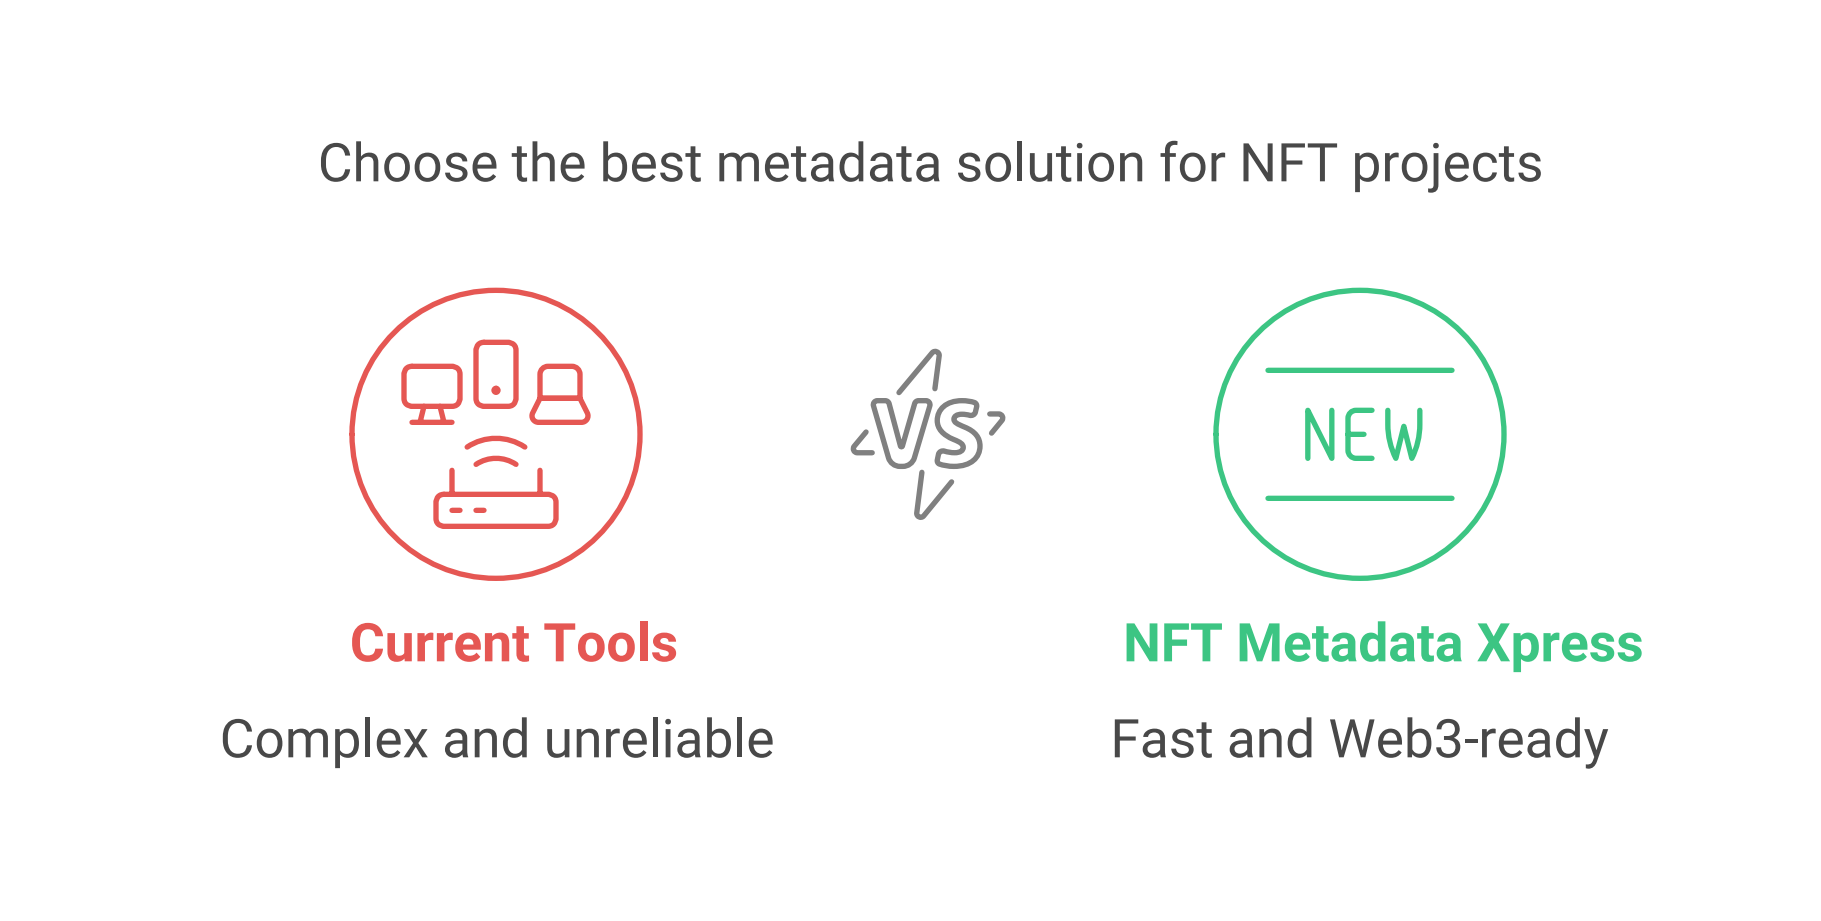 Choose the best metadata solution for NFT projects
VS
NEW
Current Tools
NFT Metadata Xpress
Complex and unreliable
Fast and Web3-ready